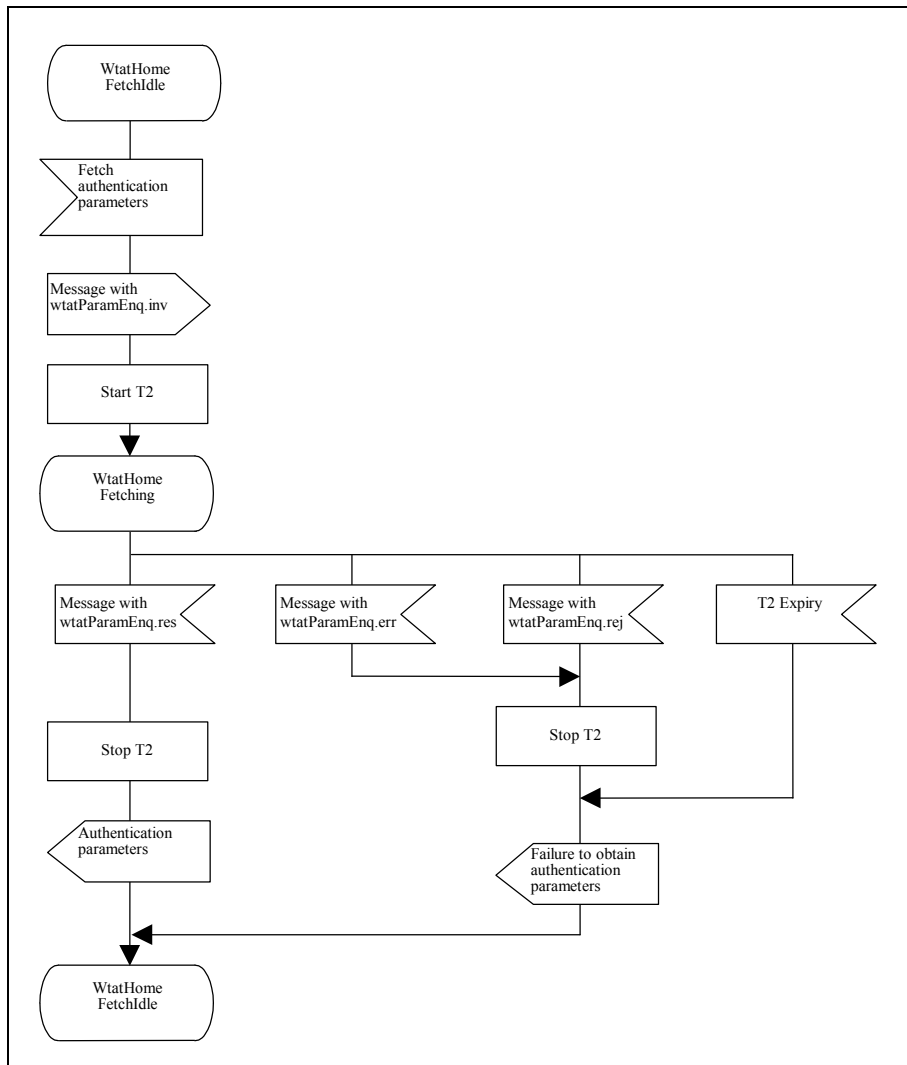 WtatHome
FetchIdle
Fetch
authentication
parameters
Message with
wtatParamEnq.inv
Start T2
WtatHome
Fetching
Message with
wtatParamEnq.res
Message with
wtatParamEnq.err
Message with
wtatParamEnq.rej
T2 Expiry
Stop T2
Stop T2
Authentication
parameters
Failure to obtain
authentication
parameters
WtatHome
FetchIdle